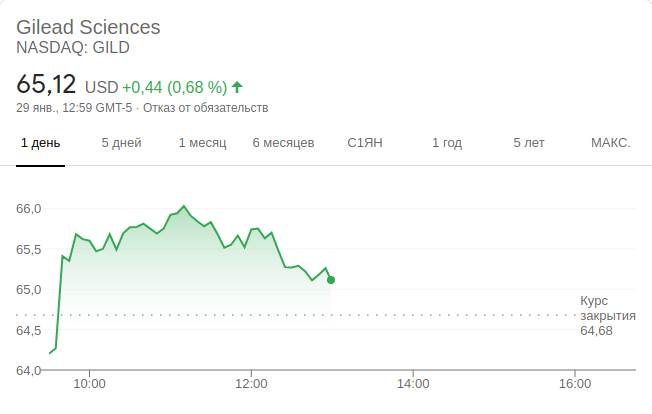 Gilead Sciences
NASDAQ: GILD
65,12 USD +0,44 (0,68 %)
29 янв., 12:59 GMT-5 · Отказ от обязательств
1 день 5 дней 1 месяц 6 месяцев С1ЯН 1 год 5 лет МАКС.
66,0
65,5
65,0
Курс
закрытия
64,68
64,5
64,0
10:00 12:00 14:00 16:00